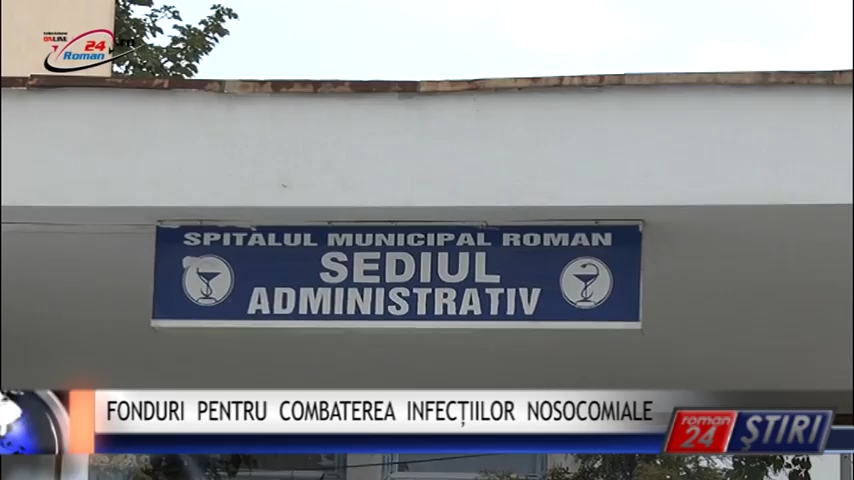 24
Roman
SPITALUL MUNICIPAL ROMAN
SEDIUL
ADMINISTRATIV
FONDURI PENTRU COMBATEREA INFECȚIILOR NOSOCOMIALE
roman
24
ȘTIRI